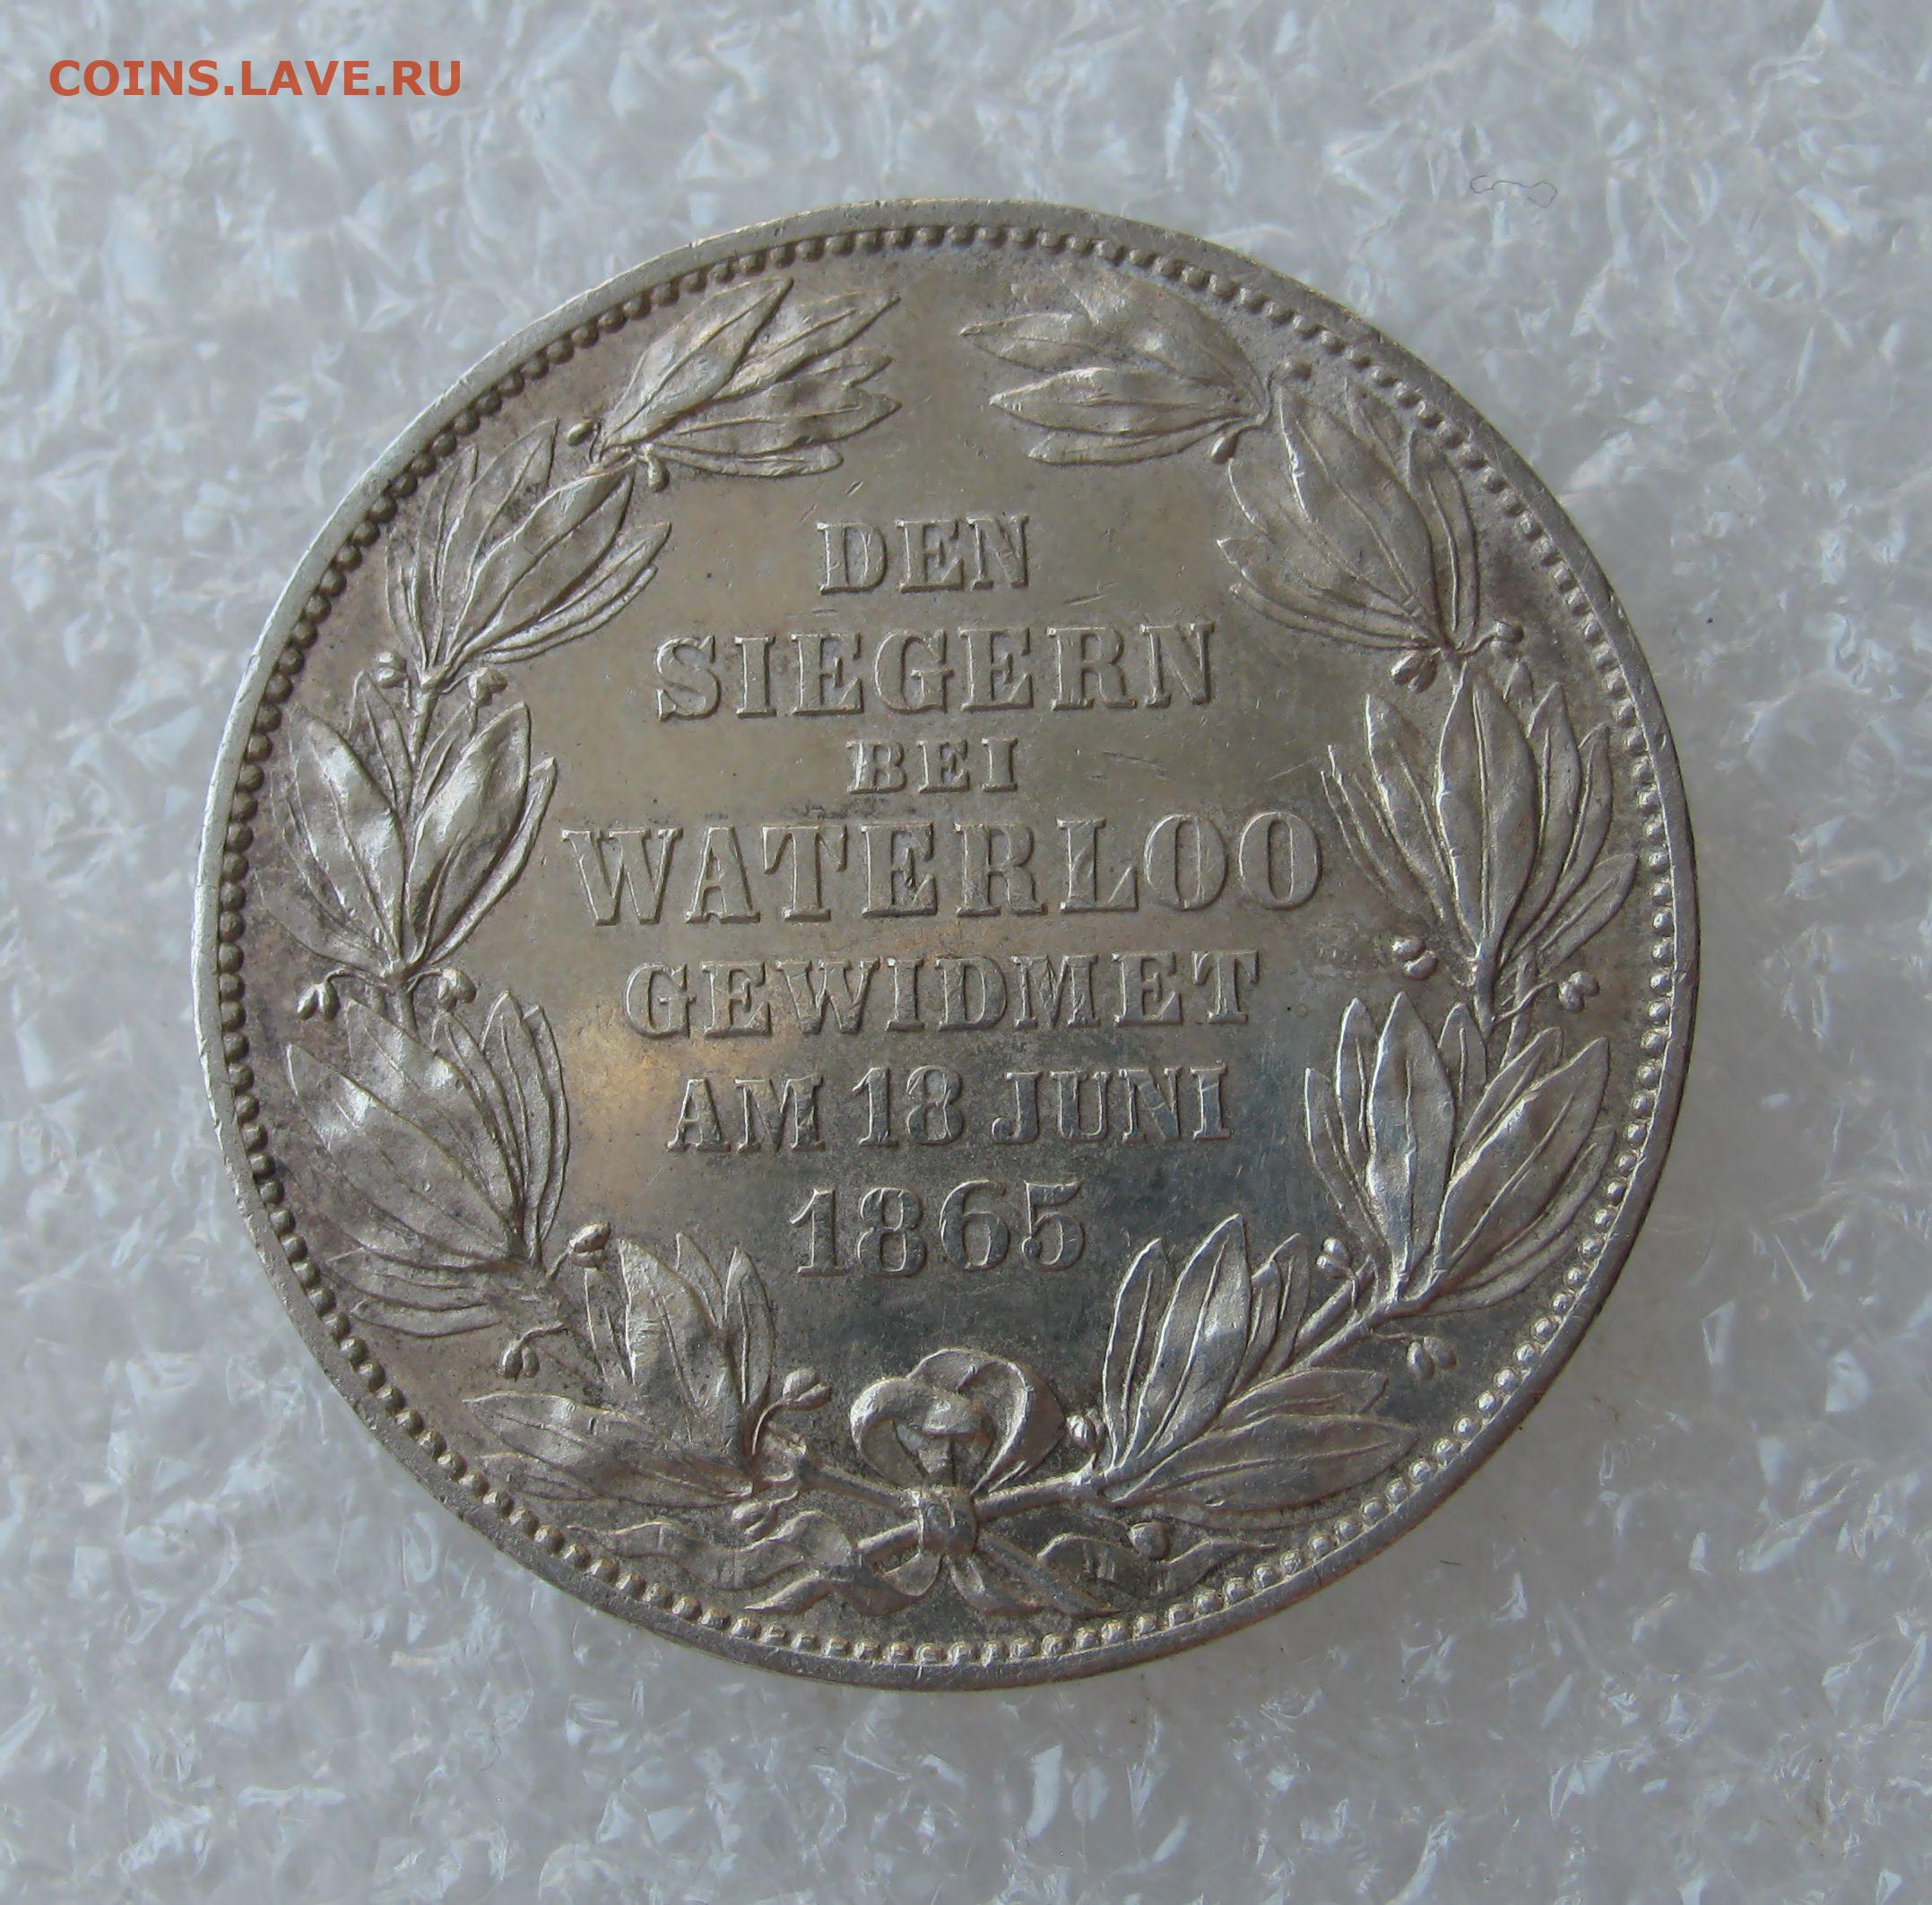 COINS.LAVE.RU
DEN
SIEGERN
BEI
WATERLOO
GEWIDMET
AM 18 JUNI
1865